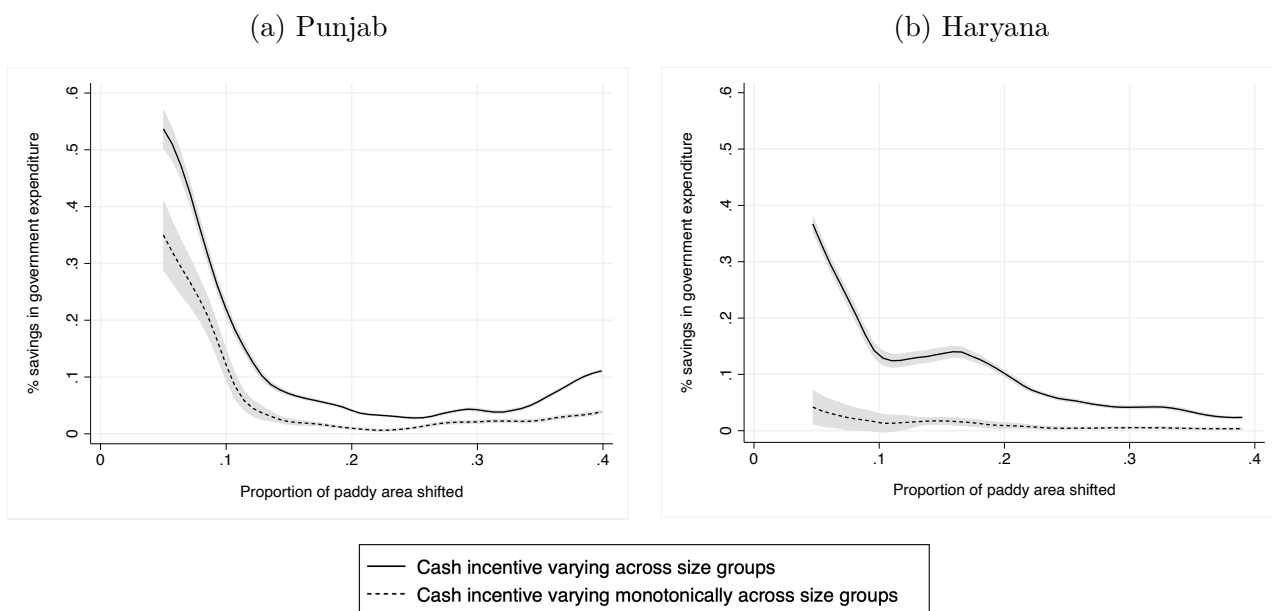 (a) Punjab
(b) Haryana
% savings in government expenditure
.6
.5
.4
.3
.2
.1
0
0 .1 .2 .3 .4
Proportion of paddy area shifted
% savings in government expenditure
.6
.5
.4
.3
.2
.1
0
0 .1 .2 .3 .4
Proportion of paddy area shifted
Cash incentive varying across size groups
Cash incentive varying monotonically across size groups